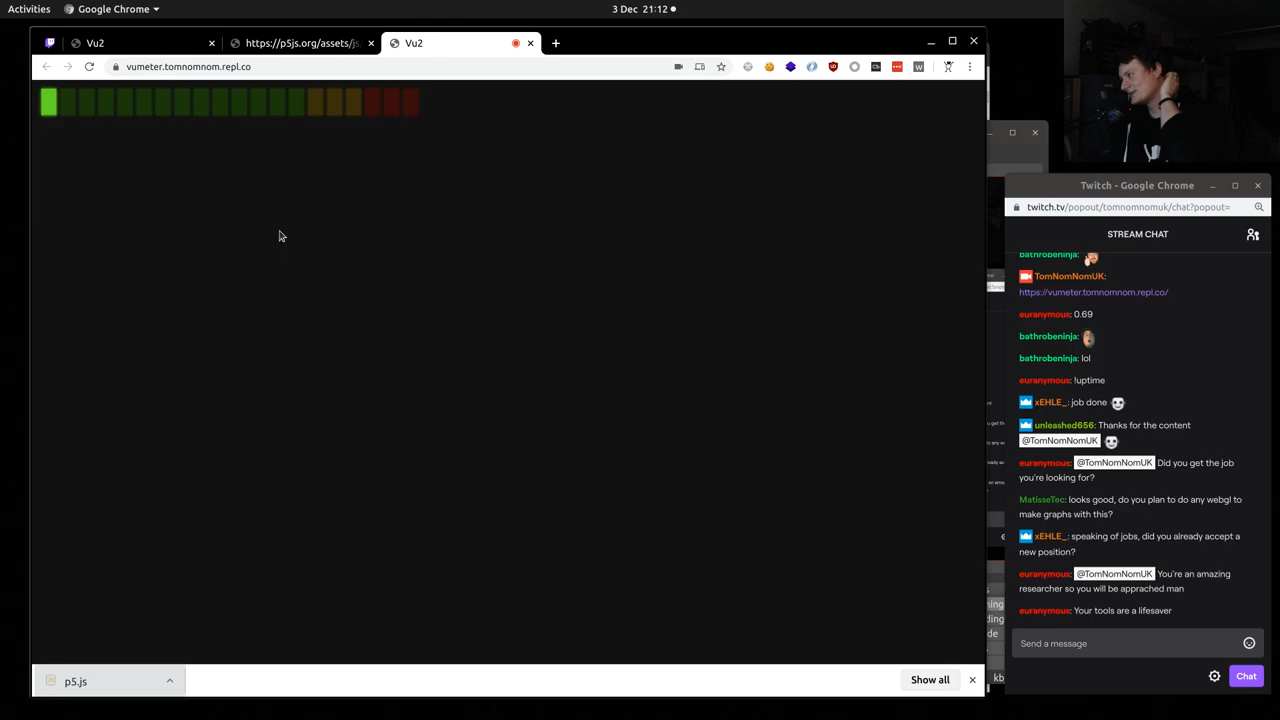 Activities
Google Chrome
3 Dec 21:12
Vu2
https://p5js.org/assets/js
Vu2
vumeter.tomnomnom.repl.co
Twitch - Google Chrome
twitch.tv/popout/tomnomnomuk/chat?popout=
STREAM CHAT
bathrobeninja:
TomNomNomUK:
https://vumeter.tomnomnom.repl.co/
euranymous: 0.69
bathrobeninja:
bathrobeninja: lol
euranymous: !uptime
xEHLE_: job done
unleashed656: Thanks for the content
@TomNomNomUK
euranymous: @TomNomNomUK Did you get the job
you're looking for?
MatisseTec: looks good, do you plan to do any webgl to
make graphs with this?
xEHLE_: speaking of jobs, did you already accept a
new position?
euranymous: @TomNomNomUK You're an amazing
researcher so you will be apprached man
euranymous: Your tools are a lifesaver
Send a message
Chat
p5.js
Show all
kb